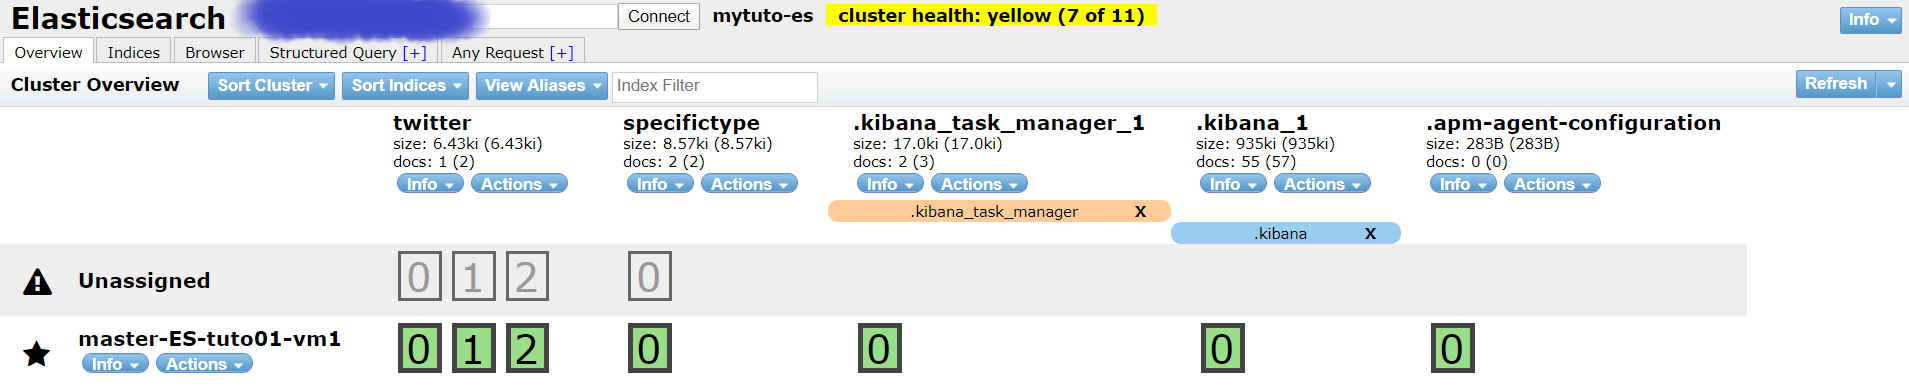 Elasticsearch Connect mytuto-es cluster health: yellow (7 of 11) Info
Overview Indices Browser Structured Query [+] Any Request [+]
Cluster Overview Sort Cluster Sort Indices View Aliases Index Filter Refresh
twitter specifictype .kibana_task_manager_1 .kibana_1 .apm-agent-configuration
size: 6.43ki (6.43ki) size: 8.57ki (8.57ki) size: 17.0ki (17.0ki) size: 935ki (935ki) size: 283B (283B)
docs: 1 (2) docs: 2 (2) docs: 2 (3) docs: 55 (57) docs: 0 (0)
Info Actions Info Actions Info Actions Info Actions Info Actions
.kibana_task_manager X
.kibana X
Unassigned 0 1 2 0
master-ES-tuto01-vm1 0 1 2 0 0 0 0
Info Actions